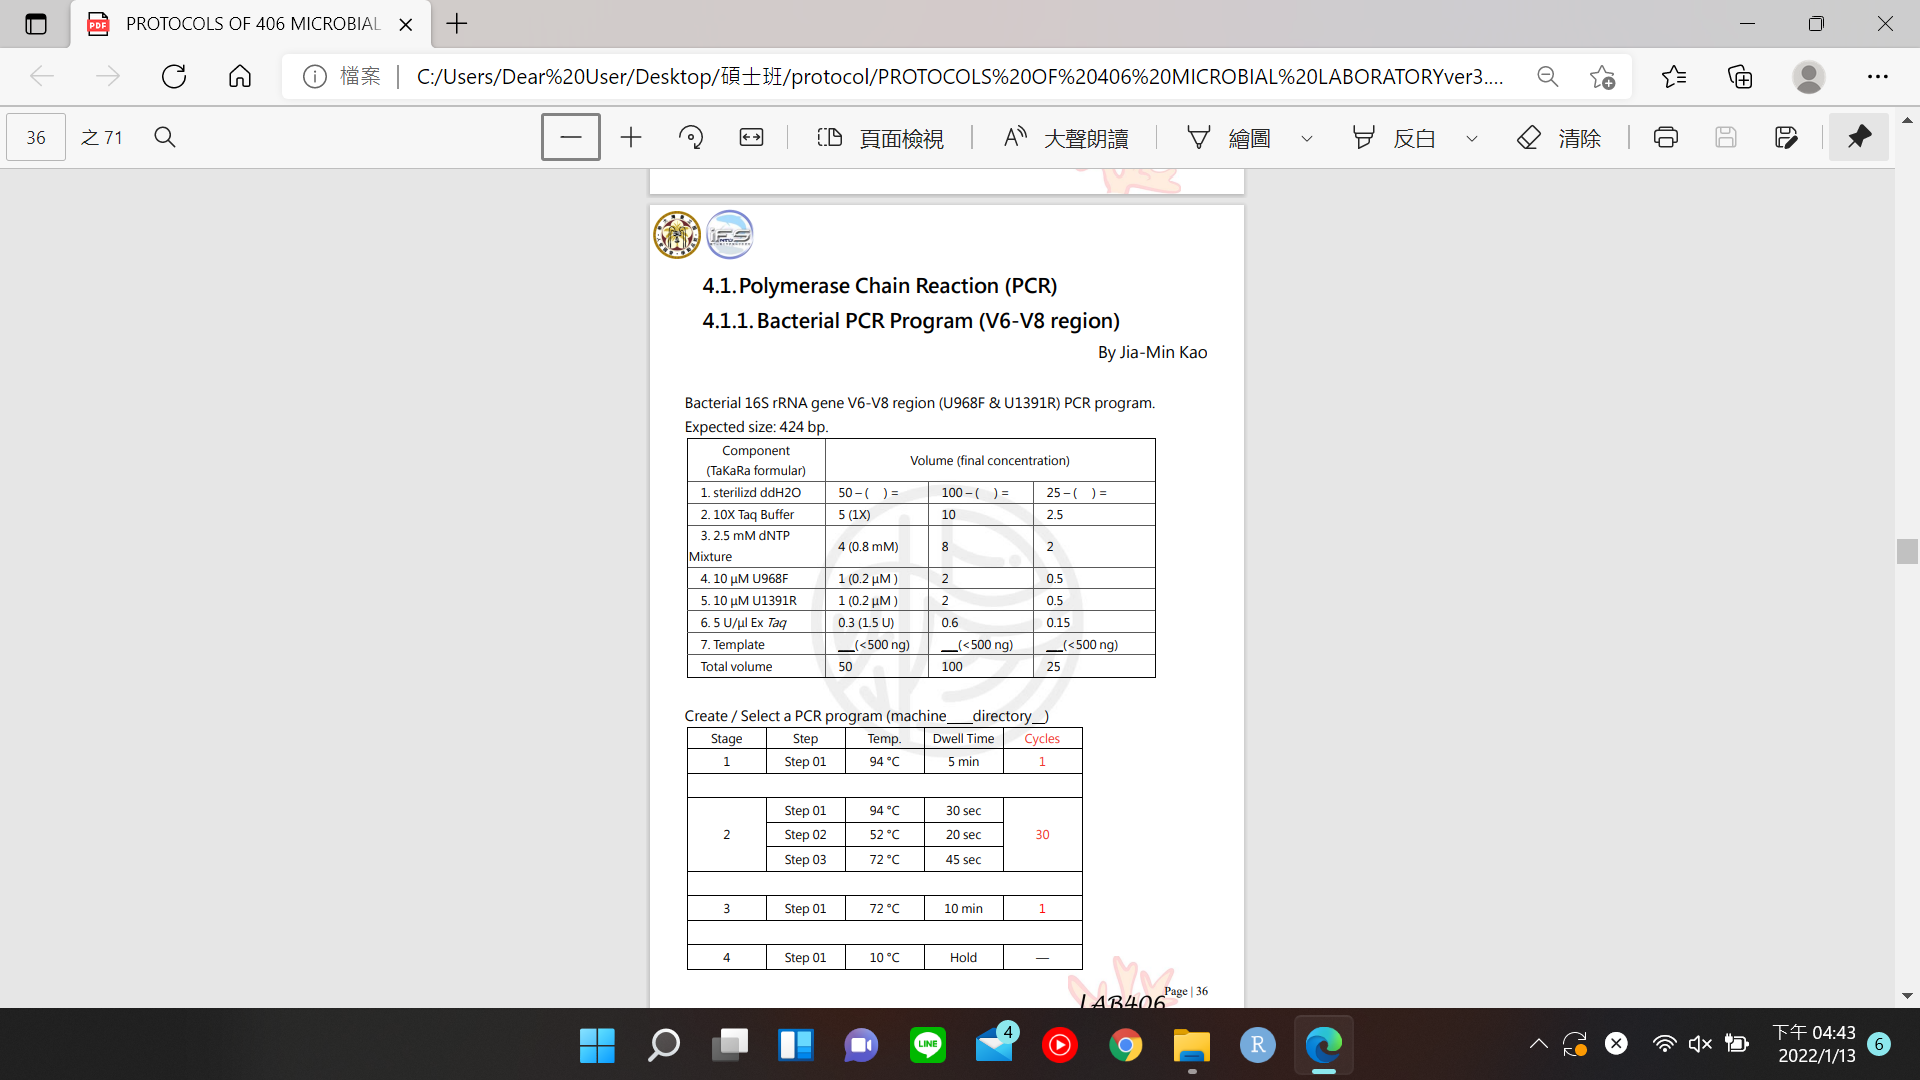 PROTOCOLS OF 406 MICROBIAL
檔案
C:/Users/Dear%20User/Desktop/碩士班/protocol/PROTOCOLS%20OF%20406%20MICROBIAL%20LABORATORYver3....
36 之 71
頁面檢視
大聲朗讀
繪圖
反白
清除
4.1. Polymerase Chain Reaction (PCR)
4.1.1. Bacterial PCR Program (V6-V8 region)
By Jia-Min Kao
Bacterial 16S rRNA gene V6-V8 region (U968F & U1391R) PCR program.
Expected size: 424 bp.
Component (TaKaRa formular) Volume (final concentration)
1. sterilizd ddH2O 50 – ( ) = 100 – ( ) = 25 – ( ) =
2. 10X Taq Buffer 5 (1X) 10 2.5
3. 2.5 mM dNTP Mixture 4 (0.8 mM) 8 2
4. 10 μM U968F 1 (0.2 μM ) 2 0.5
5. 10 μM U1391R 1 (0.2 μM ) 2 0.5
6. 5 U/μl Ex Taq 0.3 (1.5 U) 0.6 0.15
7. Template __(<500 ng) __(<500 ng) __(<500 ng)
Total volume 50 100 25
Create / Select a PCR program (machine___directory__)
Stage Step Temp. Dwell Time Cycles
1 Step 01 94 °C 5 min 1
Step 01 94 °C 30 sec
2 Step 02 52 °C 20 sec 30
Step 03 72 °C 45 sec
3 Step 01 72 °C 10 min 1
4 Step 01 10 °C Hold —
Page | 36
LAB406
4
LINE
R
下午 04:43
2022/1/13
6